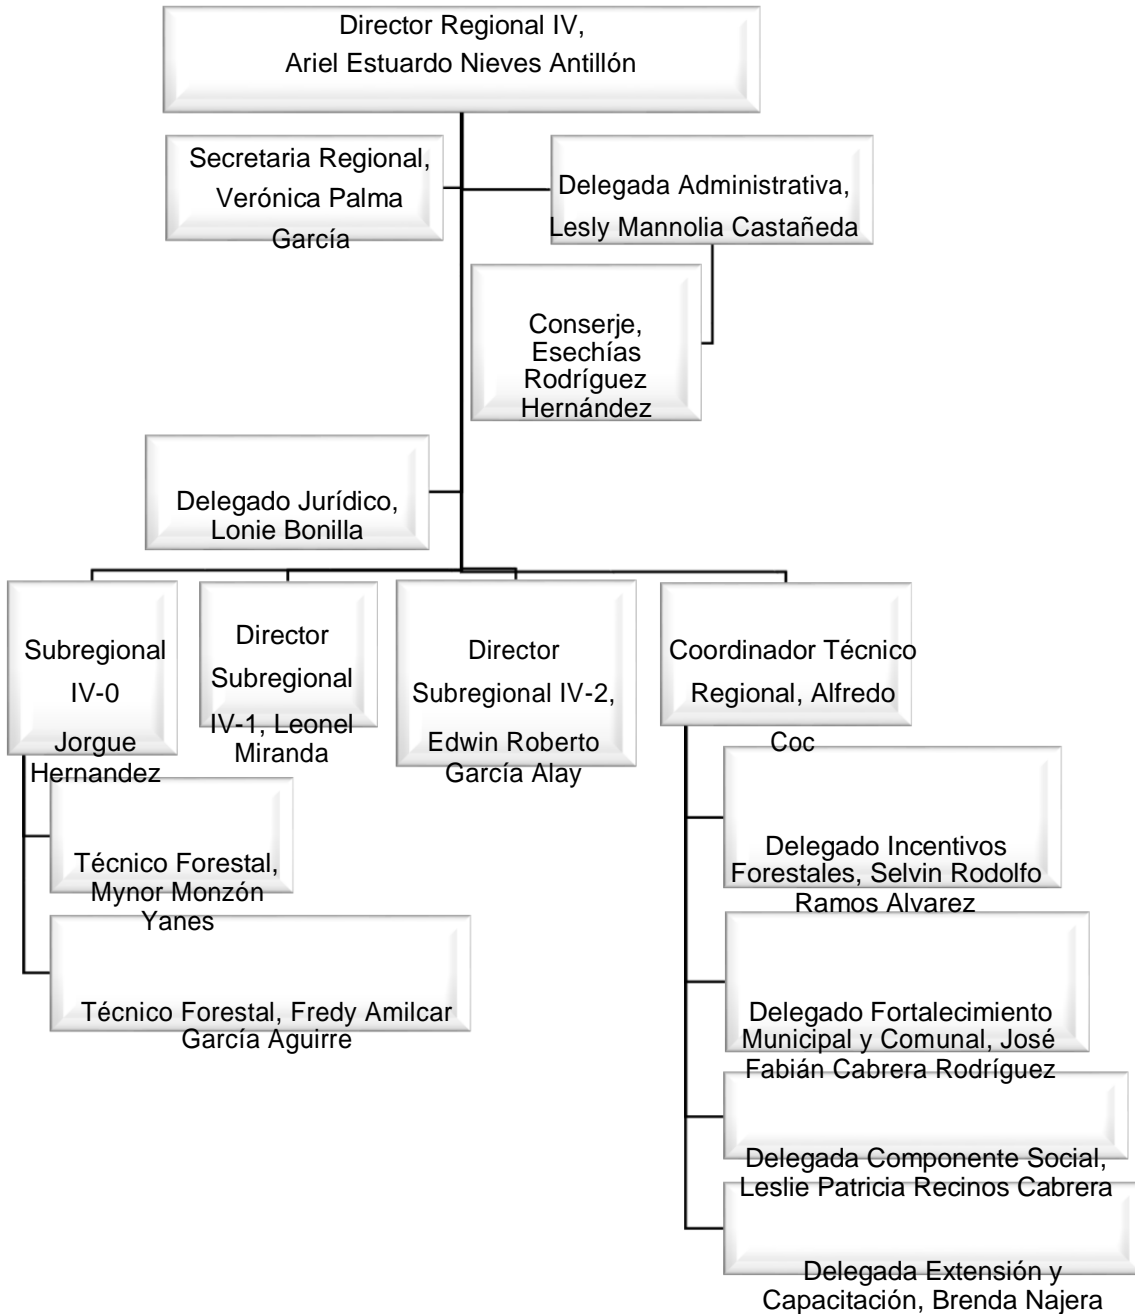 Director Regional IV,
Ariel Estuardo Nieves Antillón
Secretaria Regional,
Verónica Palma
García
Delegada Administrativa,
Lesly Mannolia Castañeda
Conserje,
Esechías
Rodríguez
Hernández
Delegado Jurídico,
Lonie Bonilla
Subregional
IV-0
Jorgue
Hernandez
Director
Subregional
IV-1, Leonel
Miranda
Director
Subregional IV-2,
Edwin Roberto
García Alay
Coordinador Técnico
Regional, Alfredo
Coc
Técnico Forestal,
Mynor Monzón
Yanes
Técnico Forestal, Fredy Amilcar
García Aguirre
Delegado Incentivos
Forestales, Selvin Rodolfo
Ramos Alvarez
Delegado Fortalecimiento
Municipal y Comunal, José
Fabián Cabrera Rodríguez
Delegada Componente Social,
Leslie Patricia Recinos Cabrera
Delegada Extensión y
Capacitación, Brenda Najera